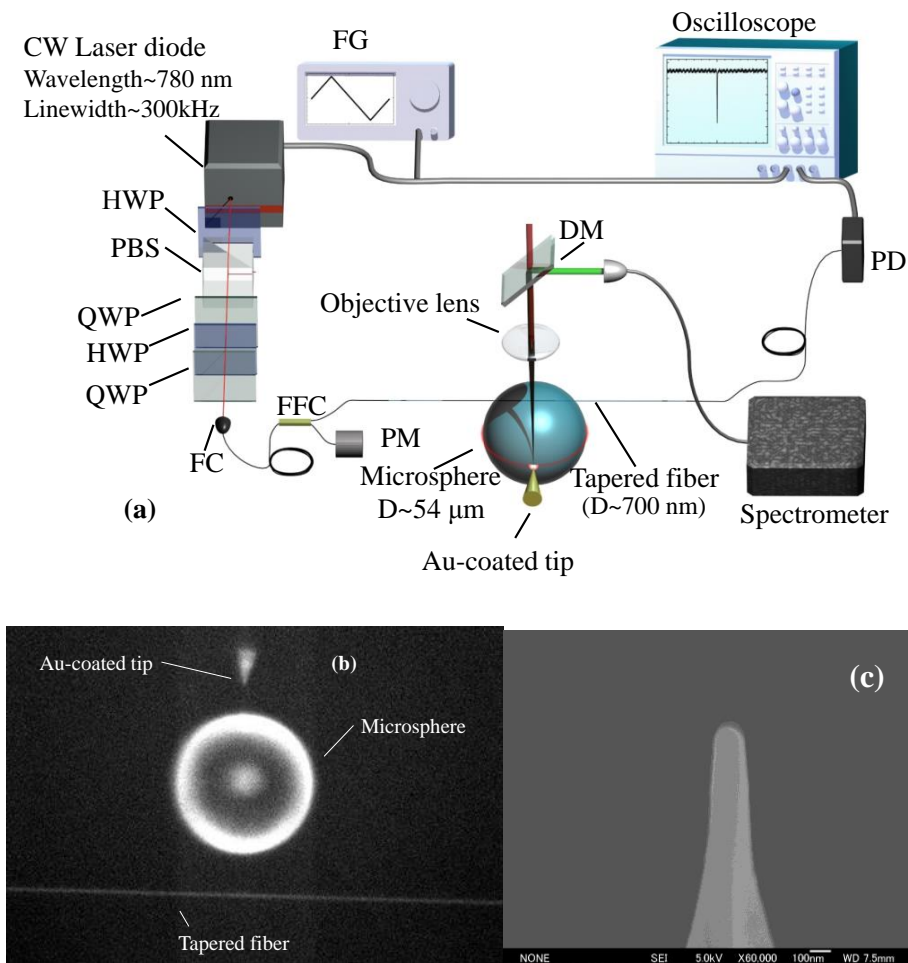 CW Laser diode
Wavelength~780 nm
Linewidth~300kHz
FG
Oscilloscope
HWP
PBS
QWP
HWP
QWP
FC
FFC
PM
DM
Objective lens
PD
Microsphere
D~54 μm
Tapered fiber
(D~700 nm)
Spectrometer
Au-coated tip
(a)
Au-coated tip
(b)
Microsphere
Tapered fiber
(c)
NONE SEI 5.0kV X60.000 100nm WD 7.5mm